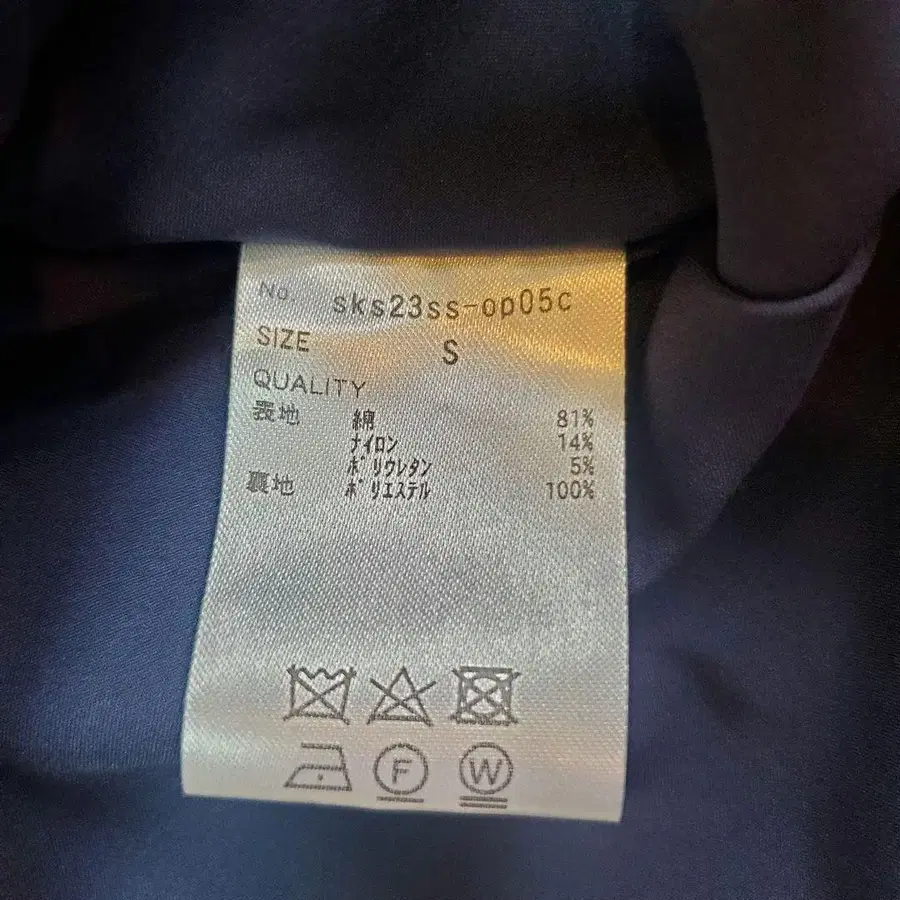 No. sks23ss-op05c
SIZE S
QUALITY
表地 綿 81%
ナイロン 14%
ポリウレタン 5%
裏地 ポリエステル 100%
F W